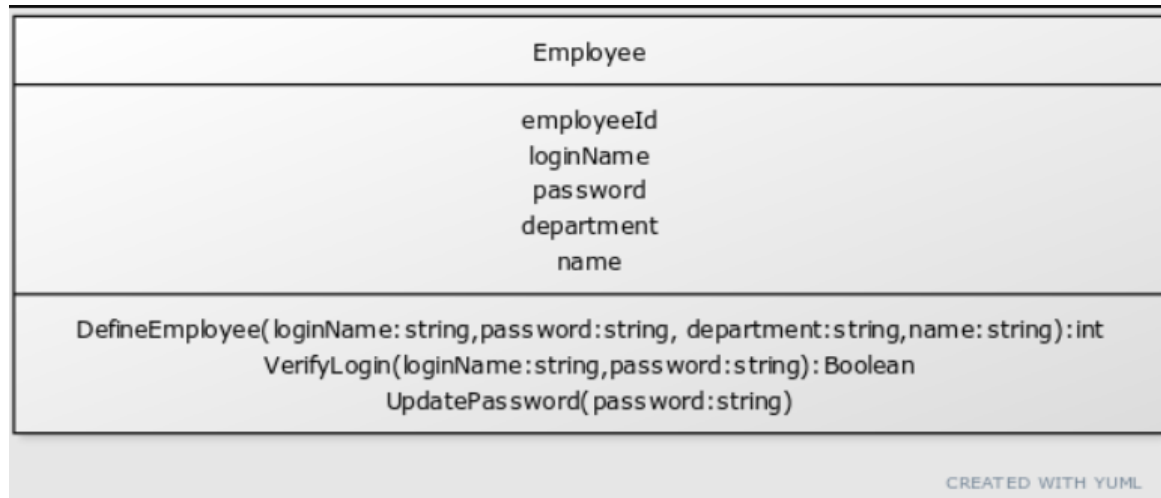 Employee
employeeId
loginName
password
department
name
DefineEmployee(loginName:string,password:string, department:string,name:string):int
VerifyLogin(loginName:string,password:string):Boolean
UpdatePassword(password:string)
CREATED WITH YUML